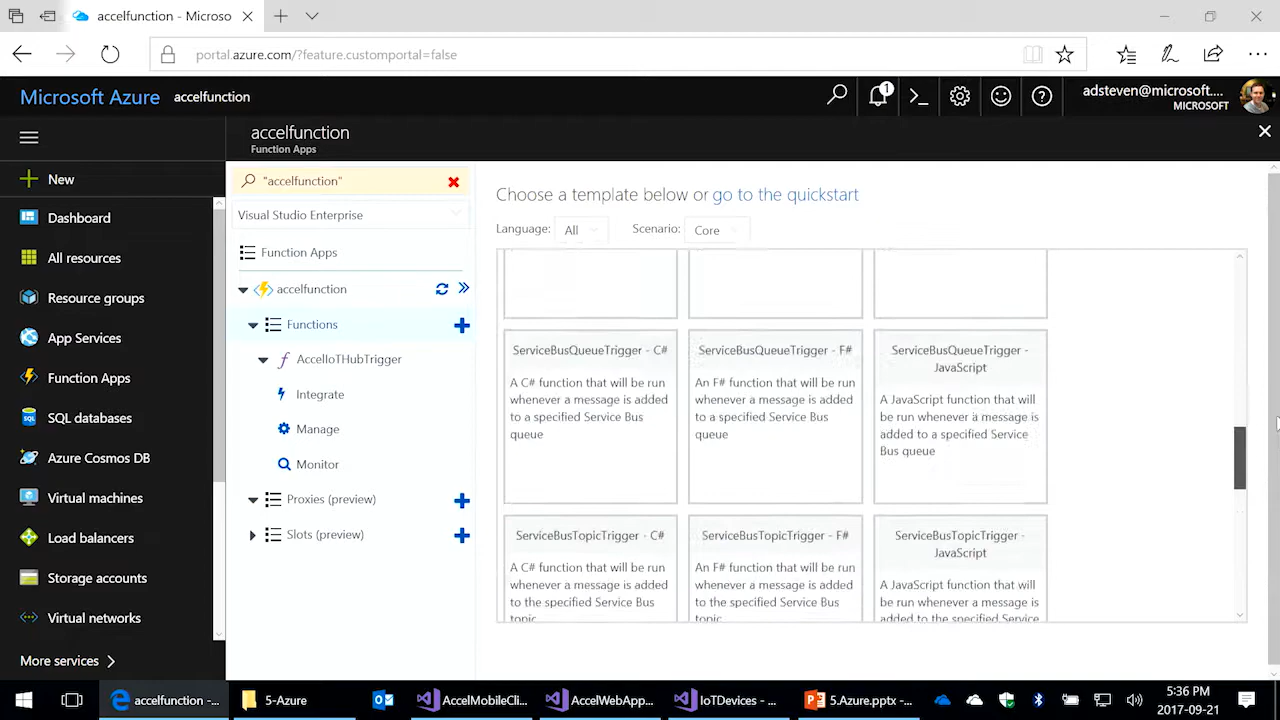 accelfunction - Microso
portal.azure.com/?feature.customportal=false
Microsoft Azure accelfunction
1
adsteven@microsoft....
MICROSOFT
accelfunction
Function Apps
New
Dashboard
All resources
Resource groups
App Services
Function Apps
SQL databases
Azure Cosmos DB
Virtual machines
Load balancers
Storage accounts
Virtual networks
More services
"accelfunction"
Visual Studio Enterprise
Function Apps
accelfunction
Functions
AccelIoTHubTrigger
Integrate
Manage
Monitor
Proxies (preview)
Slots (preview)
Choose a template below or go to the quickstart
Language: All Scenario: Core
ServiceBusQueueTrigger - C#
A C# function that will be run
whenever a message is added
to a specified Service Bus
queue
ServiceBusQueueTrigger - F#
An F# function that will be run
whenever a message is added
to a specified Service Bus
queue
ServiceBusQueueTrigger -
JavaScript
A JavaScript function that will
be run whenever a message is
added to a specified Service
Bus queue
ServiceBusTopicTrigger - C#
A C# function that will be run
whenever a message is added
to the specified Service Bus
topic
ServiceBusTopicTrigger - F#
An F# function that will be run
whenever a message is added
to the specified Service Bus
topic
ServiceBusTopicTrigger -
JavaScript
A JavaScript function that will
be run whenever a message is
added to the specified Service
accelfunction -...
5-Azure
AccelMobileCli...
AccelWebApp...
IoTDevices - ...
5.Azure.pptx -...
5:36 PM
2017-09-21